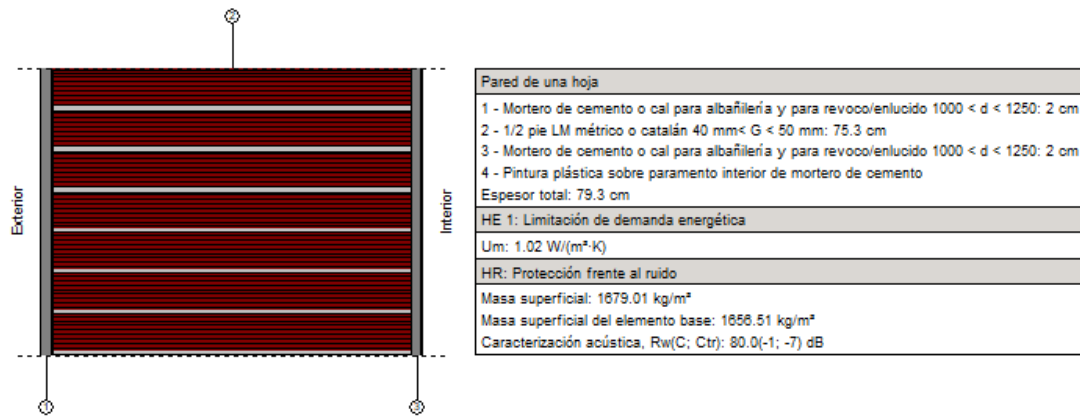 2
Exterior
Interior
1
3
Pared de una hoja
1 - Mortero de cemento o cal para albañilería y para revoco/enlucido 1000 < d < 1250: 2 cm
2 - 1/2 pie LM métrico o catalán 40 mm< G < 50 mm: 75.3 cm
3 - Mortero de cemento o cal para albañilería y para revoco/enlucido 1000 < d < 1250: 2 cm
4 - Pintura plástica sobre paramento interior de mortero de cemento
Espesor total: 79.3 cm
HE 1: Limitación de demanda energética
Um: 1.02 W/(m²·K)
HR: Protección frente al ruido
Masa superficial: 1679.01 kg/m²
Masa superficial del elemento base: 1656.51 kg/m²
Caracterización acústica, Rw(C; Ctr): 80.0(-1; -7) dB